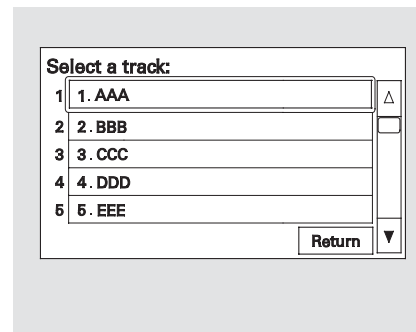 Select a track:
1 1. AAA
2 2. BBB
3 3. CCC
4 4. DDD
5 5. EEE
Return